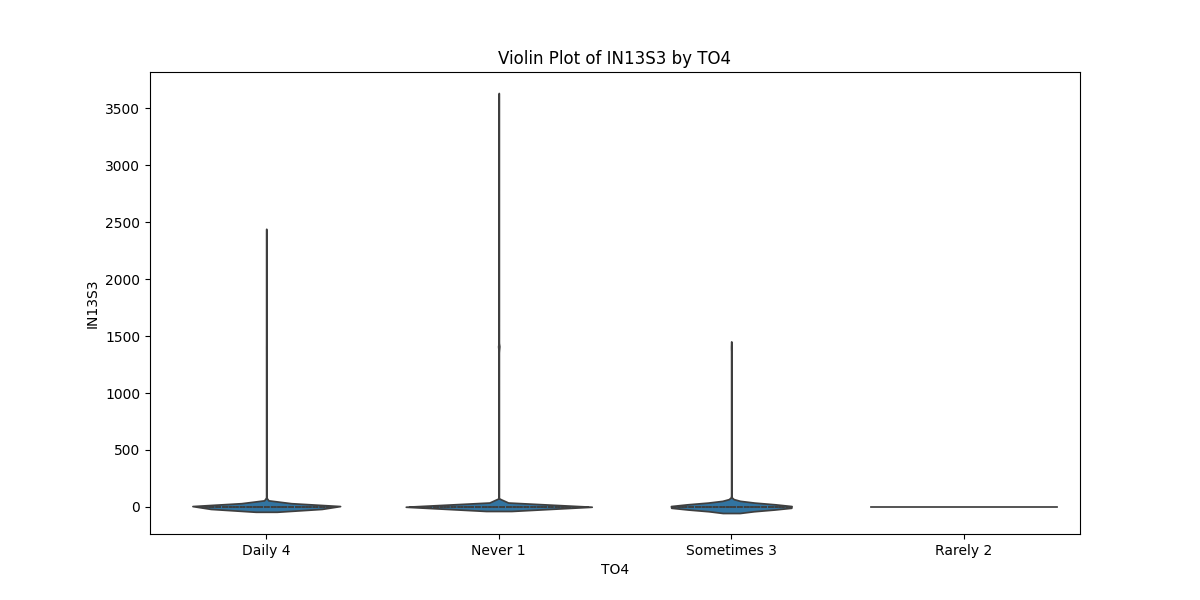 Violin Plot of IN13S3 by TO4
3500
3000
2500
2000
1500
1000
500
0
IN13S3
Daily 4
Never 1
Sometimes 3
Rarely 2
TO4